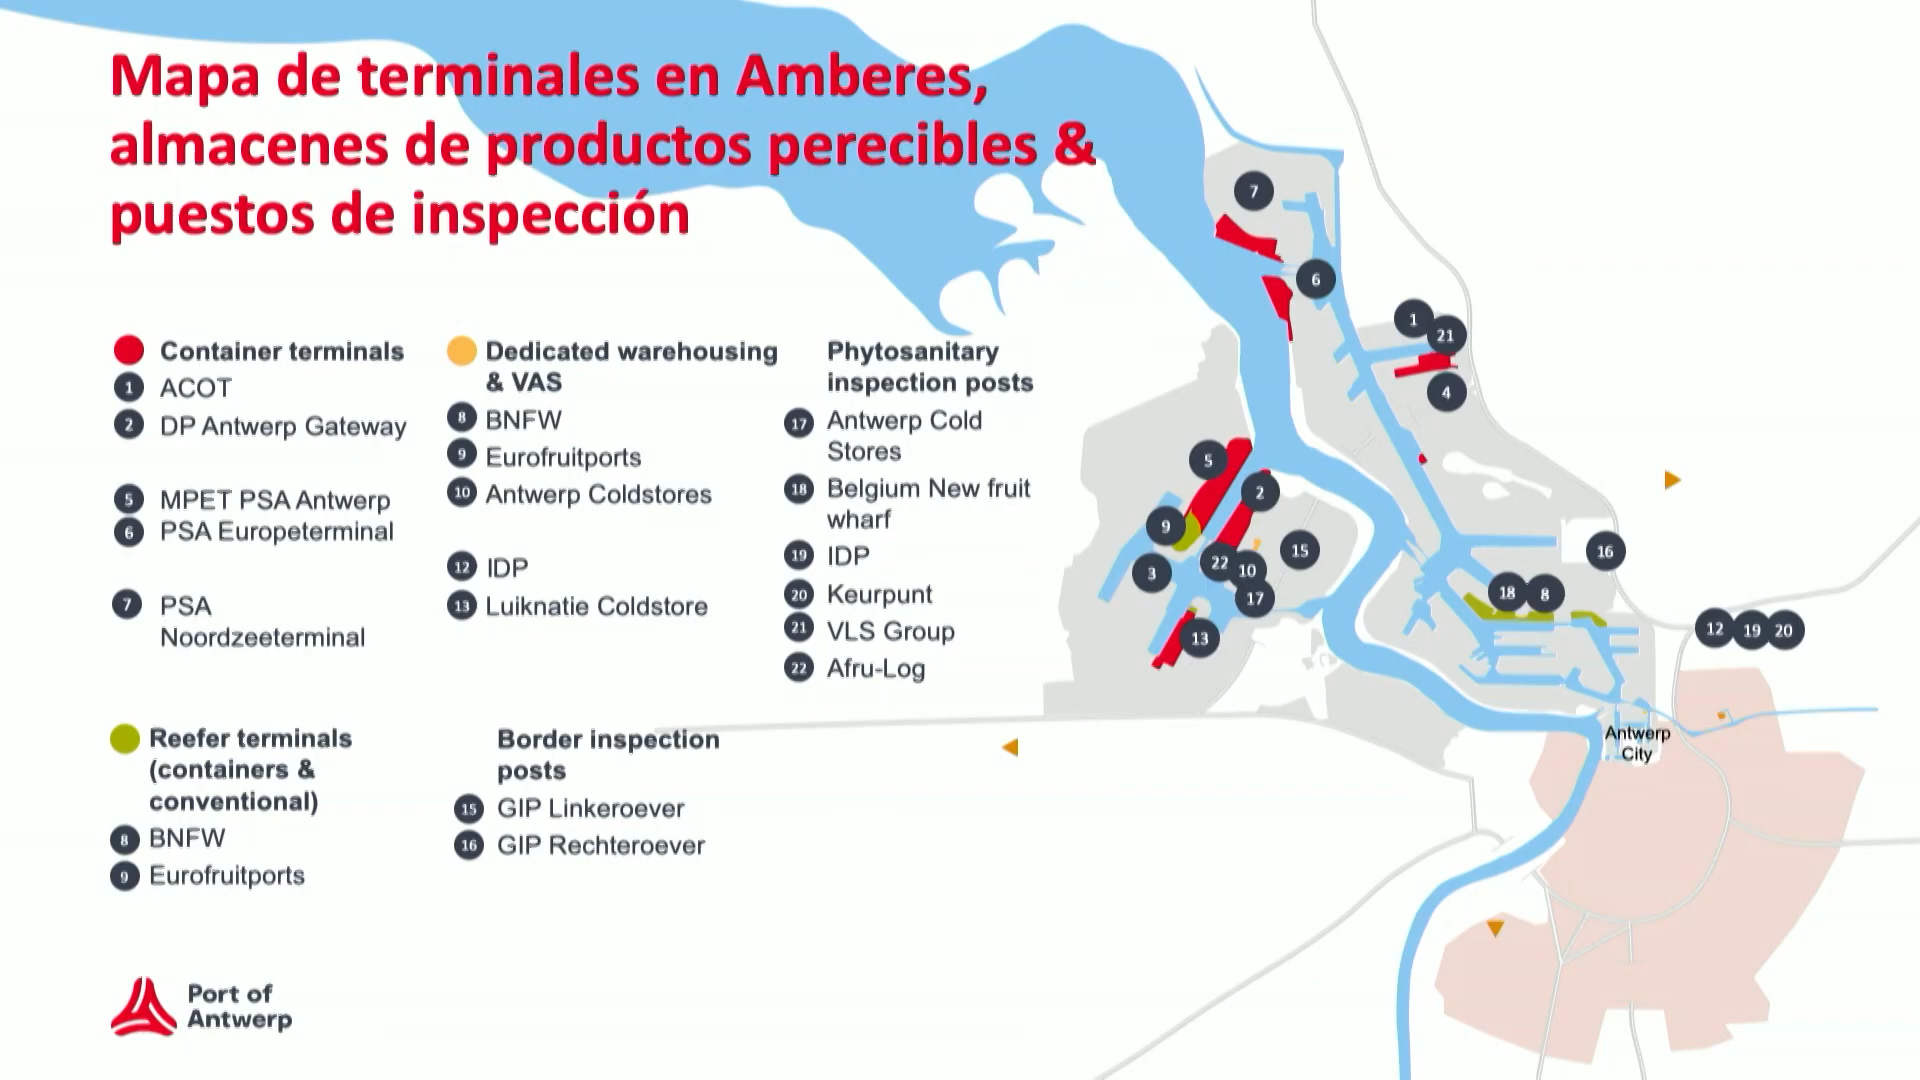 Mapa de terminales en Amberes,
almacenes de productos perecibles &
puestos de inspección
Container terminals
1 ACOT
2 DP Antwerp Gateway
5 MPET PSA Antwerp
6 PSA Europeterminal
7 PSA
Noordzeeterminal
Dedicated warehousing
& VAS
8 BNFW
9 Eurofruitports
10 Antwerp Coldstores
12 IDP
13 Luiknatie Coldstore
Phytosanitary
inspection posts
17 Antwerp Cold
Stores
18 Belgium New fruit
wharf
19 IDP
20 Keurpunt
21 VLS Group
22 Afru-Log
Reefer terminals
(containers &
conventional)
8 BNFW
9 Eurofruitports
Border inspection
posts
15 GIP Linkeroever
16 GIP Rechteroever
7
6
1
21
4
5
2
9
15
16
22
10
3
17
18
8
13
12
19
20
Antwerp
City
Port of
Antwerp